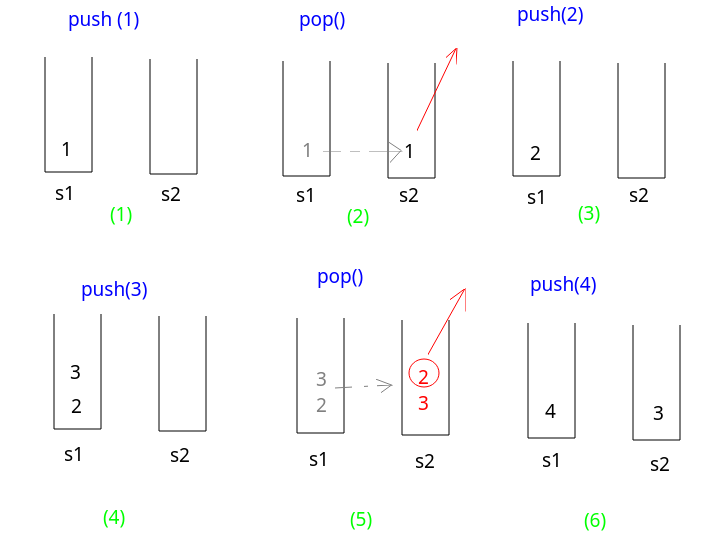 push (1)
pop()
push(2)
1
1
1
2
s1
s2
s1
s2
s1
s2
(1)
(2)
(3)
push(3)
pop()
push(4)
3
2
3
2
2
3
4
3
s1
s2
s1
s2
s1
s2
(4)
(5)
(6)